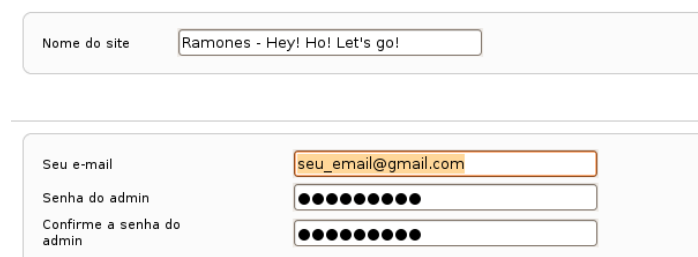 Nome do site Ramones - Hey! Ho! Let's go!
Seu e-mail seu_email@gmail.com
Senha do admin ●●●●●●●●●
Confirme a senha do
admin ●●●●●●●●●